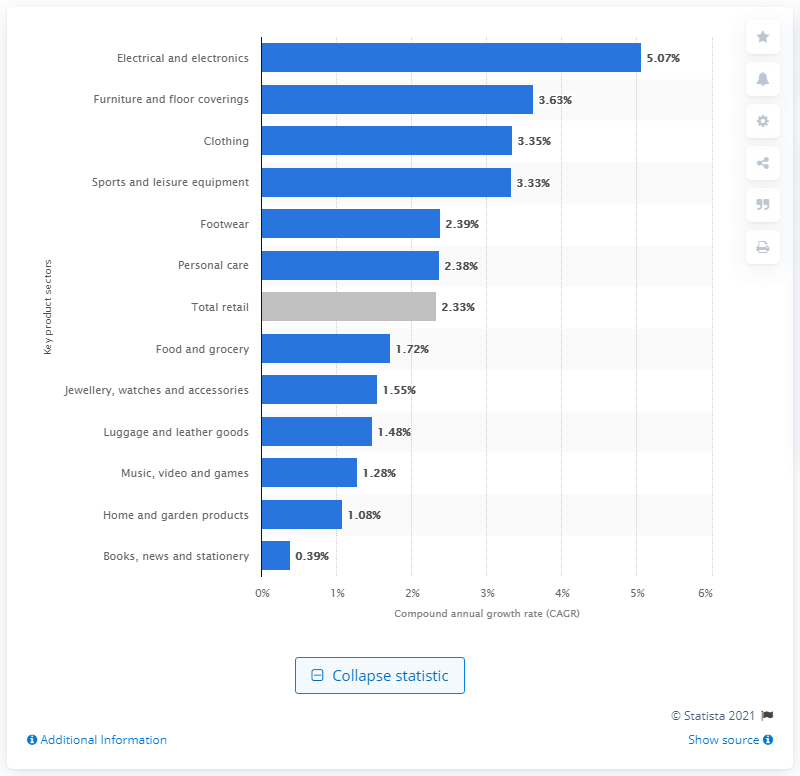 Key product sectors
Electrical and electronics 5.07%
Furniture and floor coverings 3.63%
Clothing 3.35%
Sports and leisure equipment 3.33%
Footwear 2.39%
Personal care 2.38%
Total retail 2.33%
Food and grocery 1.72%
Jewellery, watches and accessories 1.55%
Luggage and leather goods 1.48%
Music, video and games 1.28%
Home and garden products 1.08%
Books, news and stationery 0.39%
0% 1% 2% 3% 4% 5% 6%
Compound annual growth rate (CAGR)
Collapse statistic
© Statista 2021
Additional Information
Show source